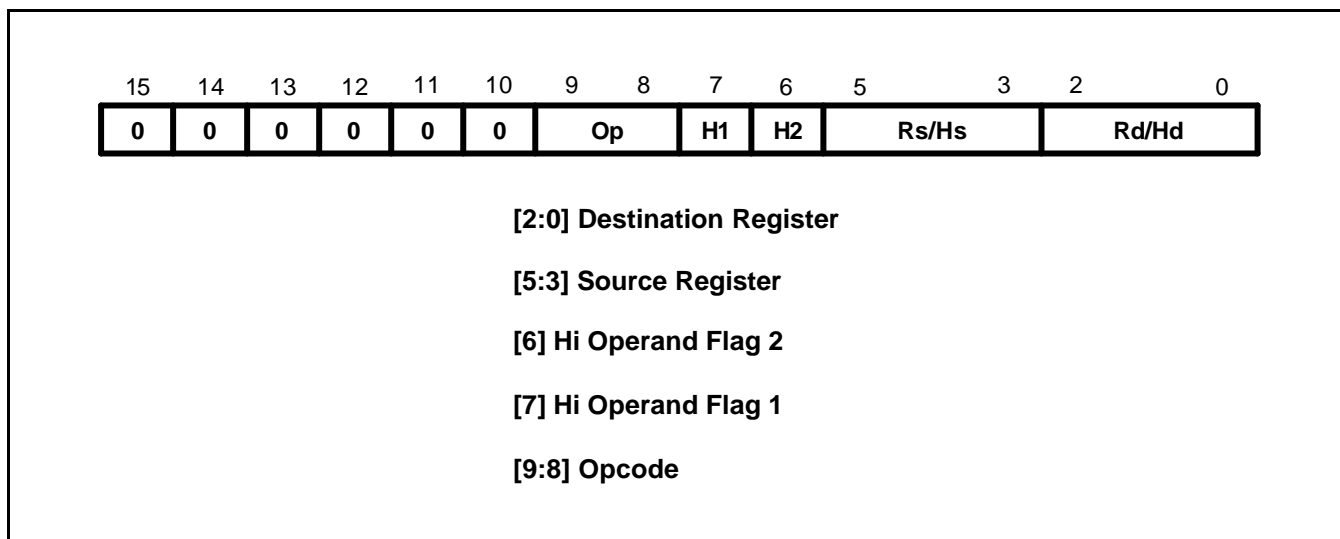 15 14 13 12 11 10 9 8 7 6 5 3 2 0
0 0 0 0 0 0 Op H1 H2 Rs/Hs Rd/Hd
[2:0] Destination Register
[5:3] Source Register
[6] Hi Operand Flag 2
[7] Hi Operand Flag 1
[9:8] Opcode